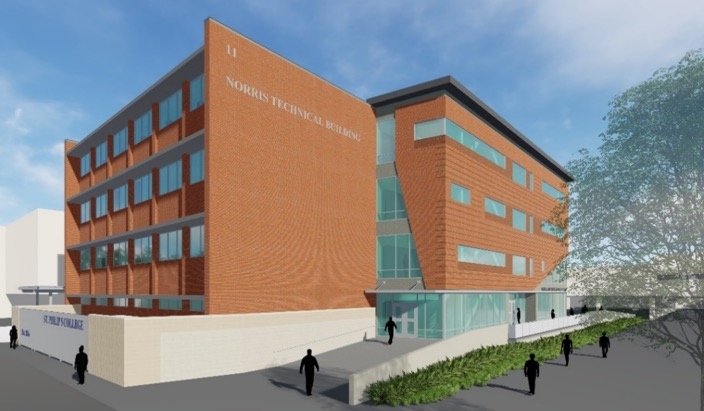 11
NORRIS TECHNICAL BUILDING
ST. PHILIP'S COLLEGE